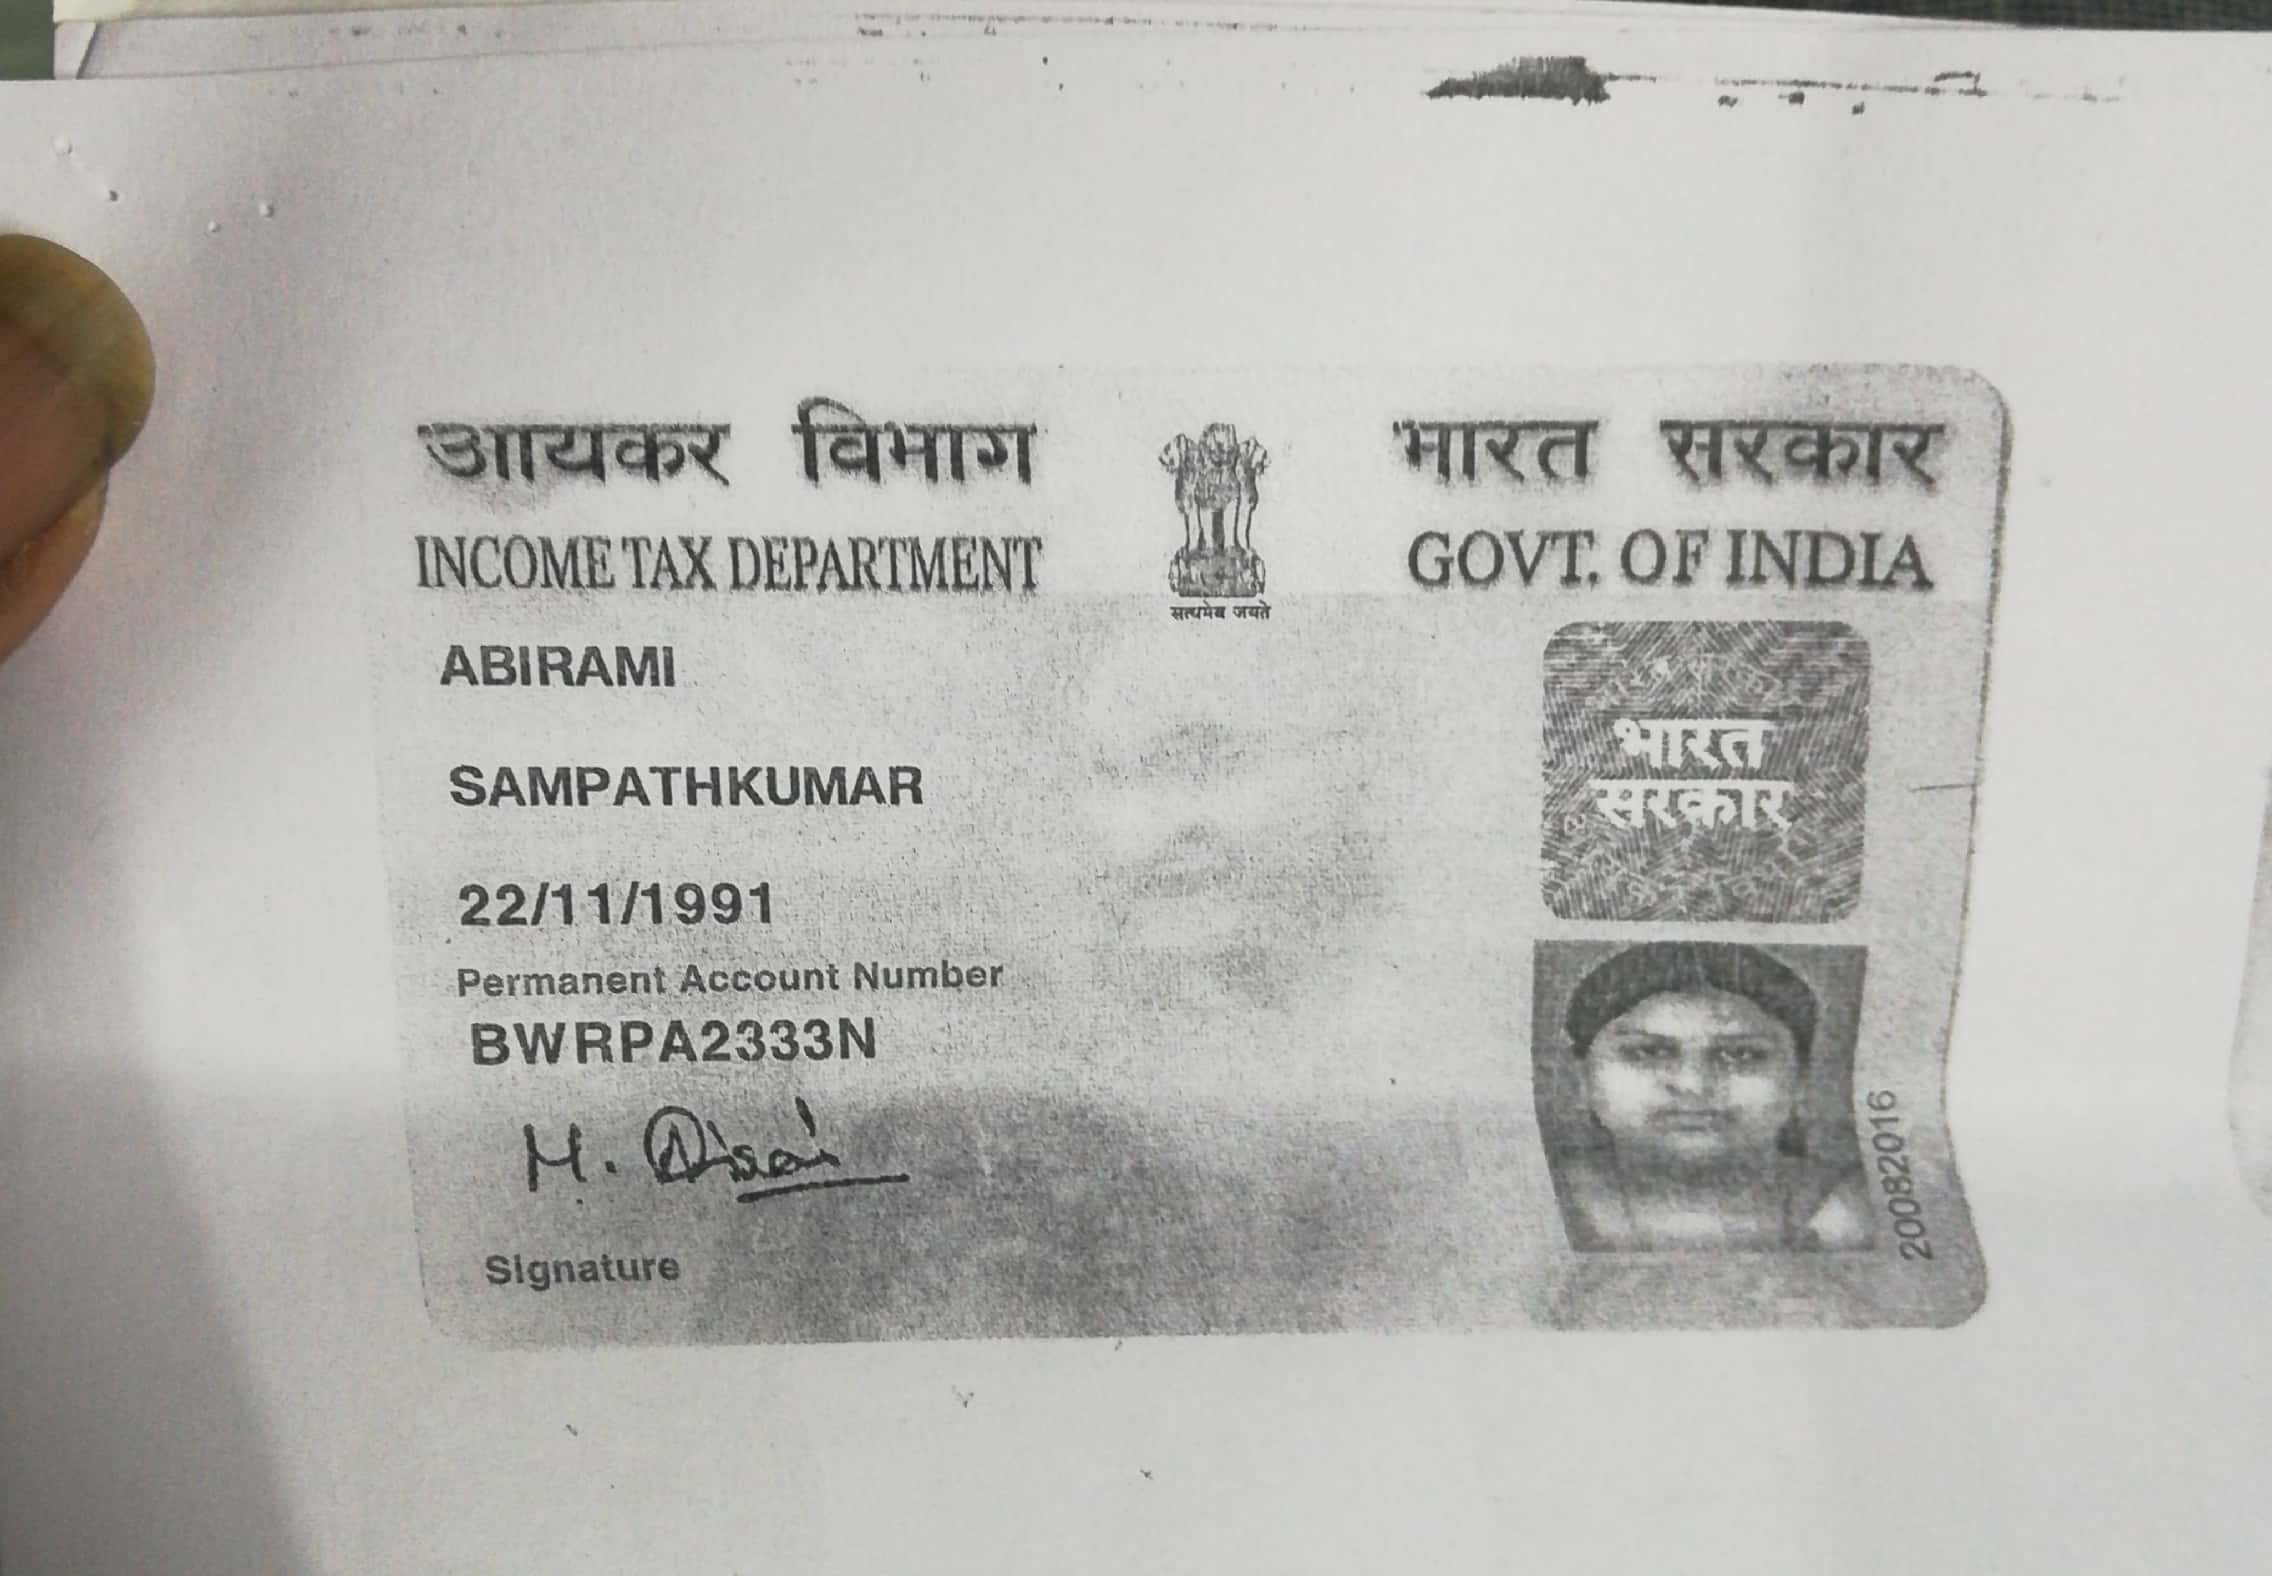 आयकर विभाग
INCOME TAX DEPARTMENT
सत्यमेव जयते
भारत सरकार
GOVT. OF INDIA
ABIRAMI
SAMPATHKUMAR
22/11/1991
Permanent Account Number
BWRPA2333N
Signature
भारत
सरकार
20082016